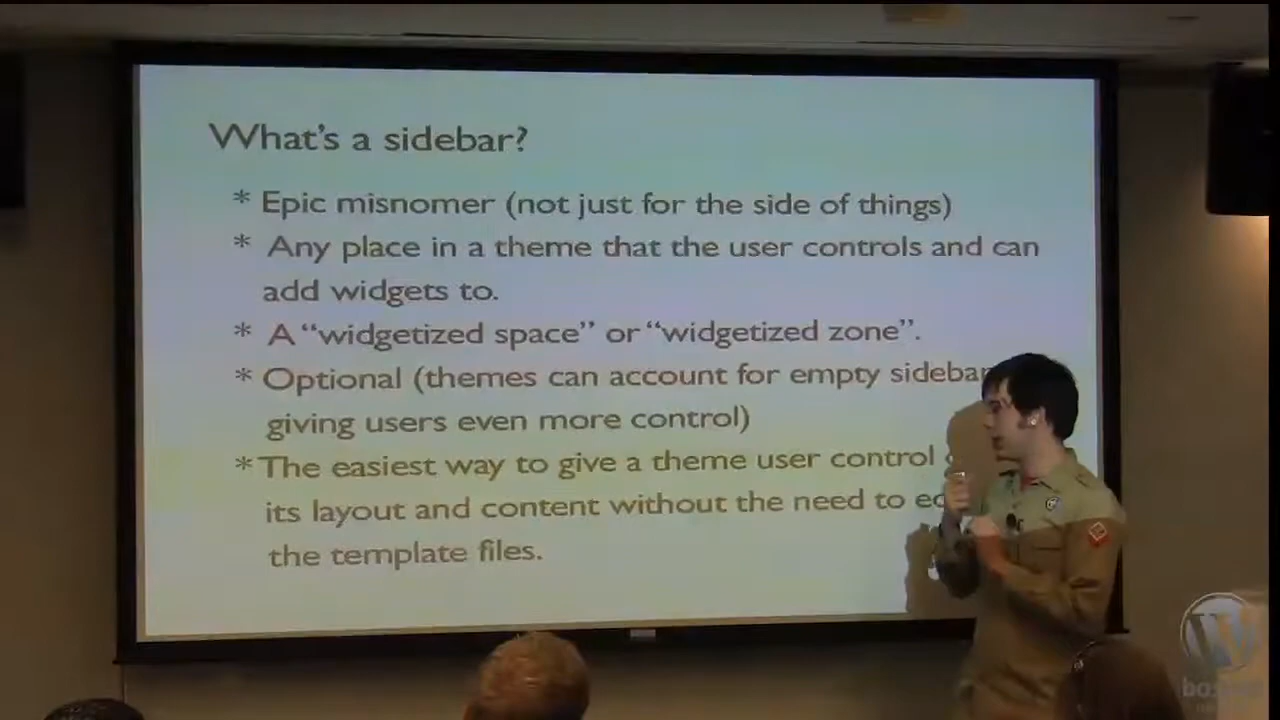 What's a sidebar?
* Epic misnomer (not just for the side of things)
* Any place in a theme that the user controls and can
add widgets to.
* A “widgetized space” or “widgetized zone”.
* Optional (themes can account for empty sidebar
giving users even more control)
* The easiest way to give a theme user control
its layout and content without the need to
the template files.